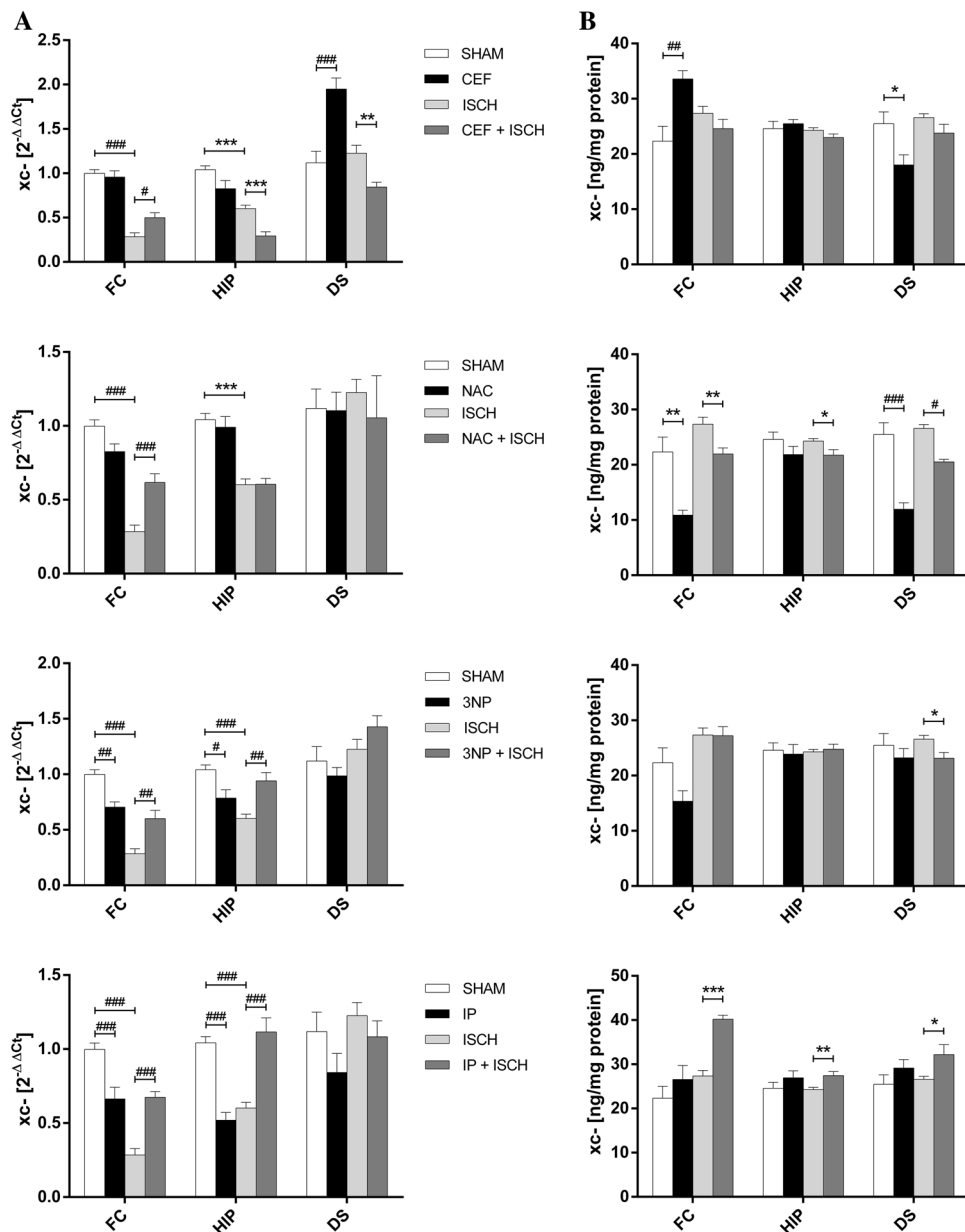 A
B
xc- [2-Δ ΔCt]
2.5
2.0
1.5
1.0
0.5
0.0
###
#
***
***
###
**
FC
HIP
DS
SHAM
CEF
ISCH
CEF + ISCH
xc- [ng/mg protein]
40
30
20
10
0
##
*
FC
HIP
DS
xc- [2-Δ ΔCt]
1.5
1.0
0.5
0.0
###
###
***
FC
HIP
DS
SHAM
NAC
ISCH
NAC + ISCH
xc- [ng/mg protein]
40
30
20
10
0
**
**
*
###
#
FC
HIP
DS
xc- [2-Δ ΔCt]
2.0
1.5
1.0
0.5
0.0
###
##
##
###
#
##
FC
HIP
DS
SHAM
3NP
ISCH
3NP + ISCH
xc- [ng/mg protein]
40
30
20
10
0
*
FC
HIP
DS
xc- [2-Δ ΔCt]
1.5
1.0
0.5
0.0
###
###
###
###
###
###
FC
HIP
DS
SHAM
IP
ISCH
IP + ISCH
xc- [ng/mg protein]
50
40
30
20
10
0
***
**
*
FC
HIP
DS